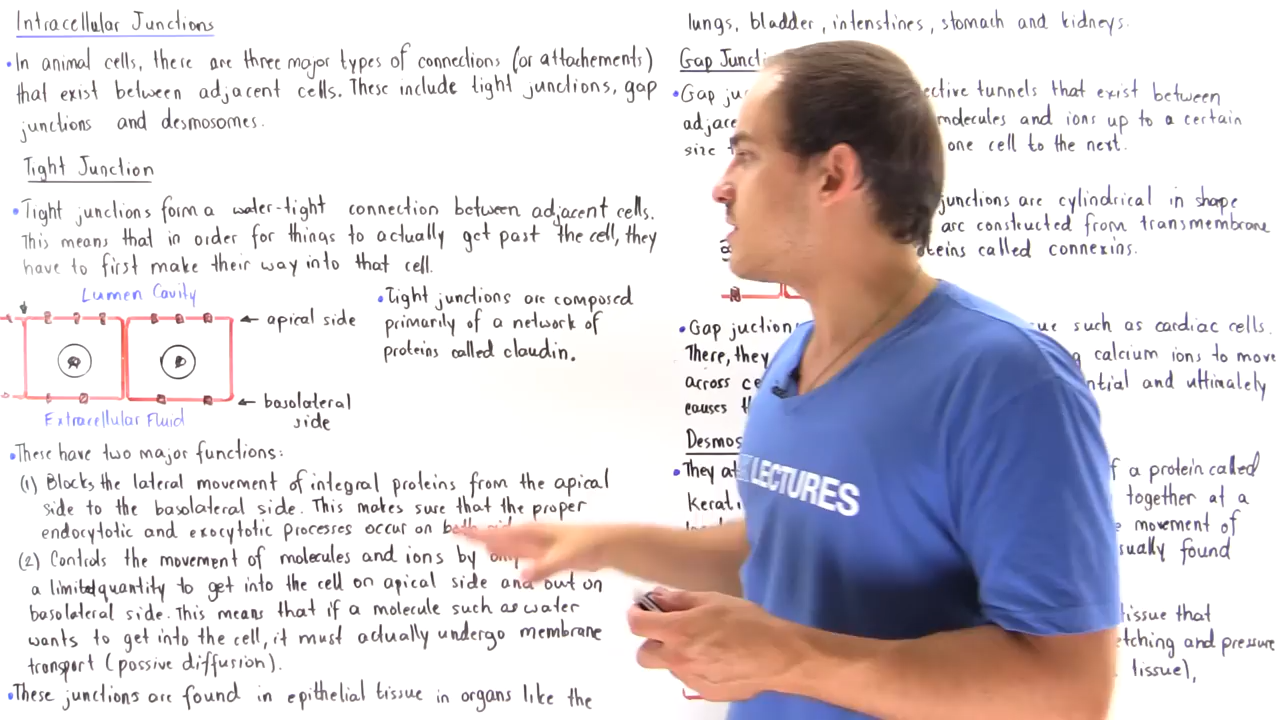 Intracellular Junctions
• In animal cells, there are three major types of connections (or attachements)
that exist between adjacent cells. These include tight junctions, gap
junctions and desmosomes.
Tight Junction
• Tight junctions form a water-tight connection between adjacent cells.
This means that in order for things to actually get past the cell, they
have to first make their way into that cell.
Lumen Cavity
← apical side
← basolateral
side
Extracellular Fluid
• Tight junctions are composed
primarily of a network of
proteins called claudin.
• These have two major functions:
(1) Blocks the lateral movement of integral proteins from the apical
side to the basolateral side. This makes sure that the proper
endocytotic and exocytotic processes occur on both
(2) Controls the movement of molecules and ions by
a limited quantity to get into the cell on apical side and out on
basolateral side. This means that if a molecule such as water
wants to get into the cell, it must actually undergo membrane
transport (possive diffusion).
• These junctions are found in epithelial tissue in organs like the
lungs, bladder, intenstines, stomach and kidneys.
Gap
• Gap tunnels that exist between
molecules and ions up to a certain
size one cell to the next.
junctions are cylindrical in shape
are constructed from transmembrane
called connexins.
• Gap juction such as cardiac cells.
There, they calcium ions to move
across and ultimately
causes
• They of a protein called
together at a
movement of
found
tissue that
and pressure
tissue),
LECTURES